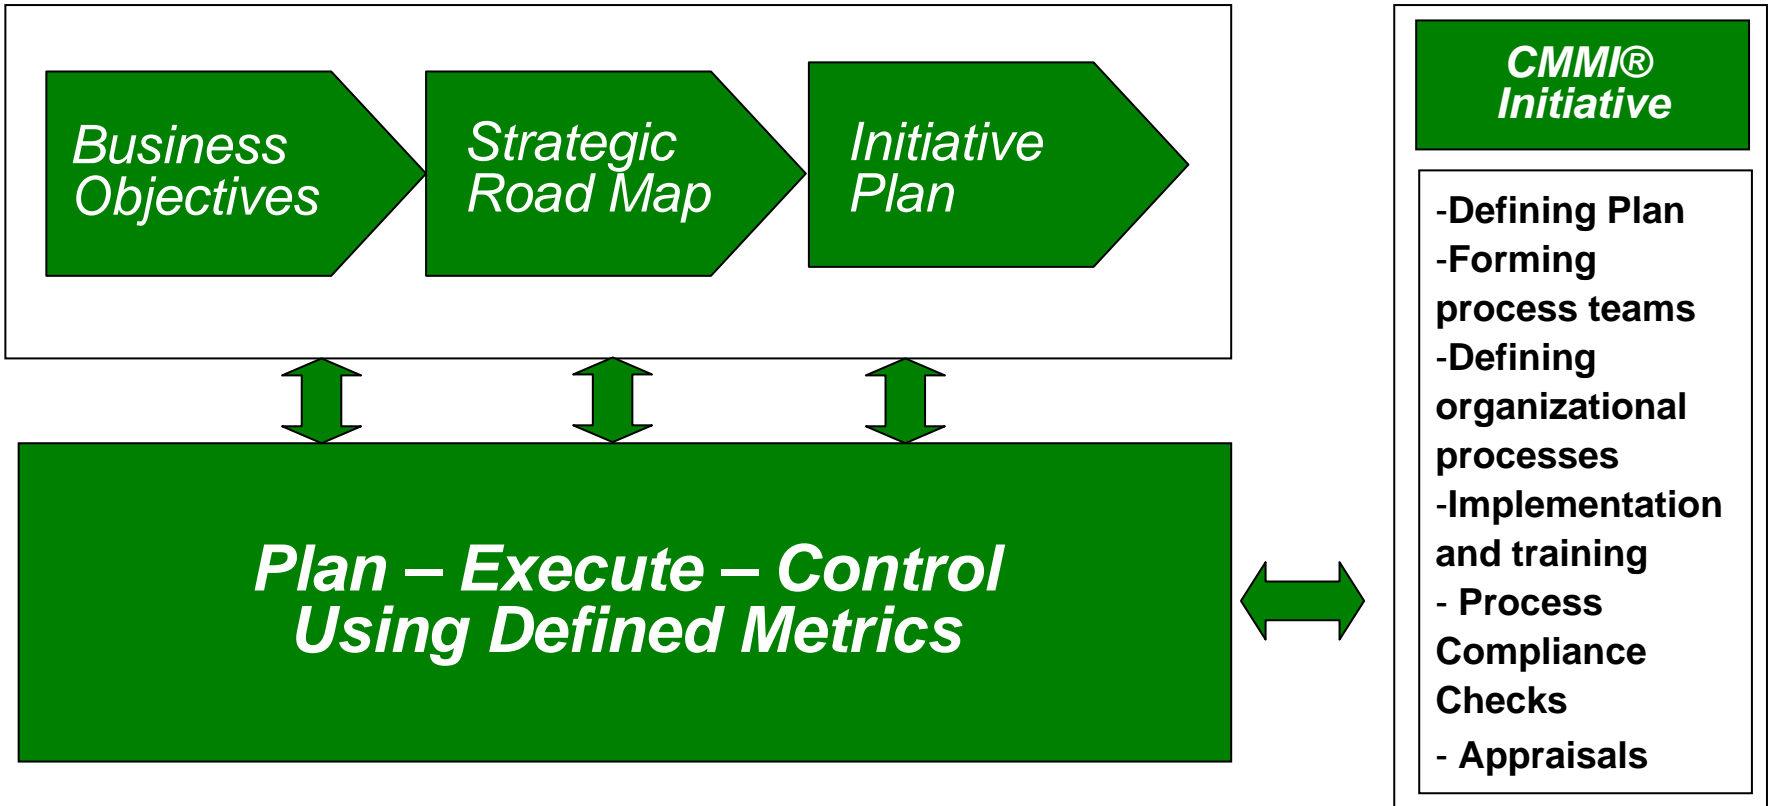 Business
Objectives
Strategic
Road Map
Initiative
Plan
Plan – Execute – Control
Using Defined Metrics
CMMI®
Initiative
-Defining Plan
-Forming
process teams
-Defining
organizational
processes
-Implementation
and training
- Process
Compliance
Checks
- Appraisals